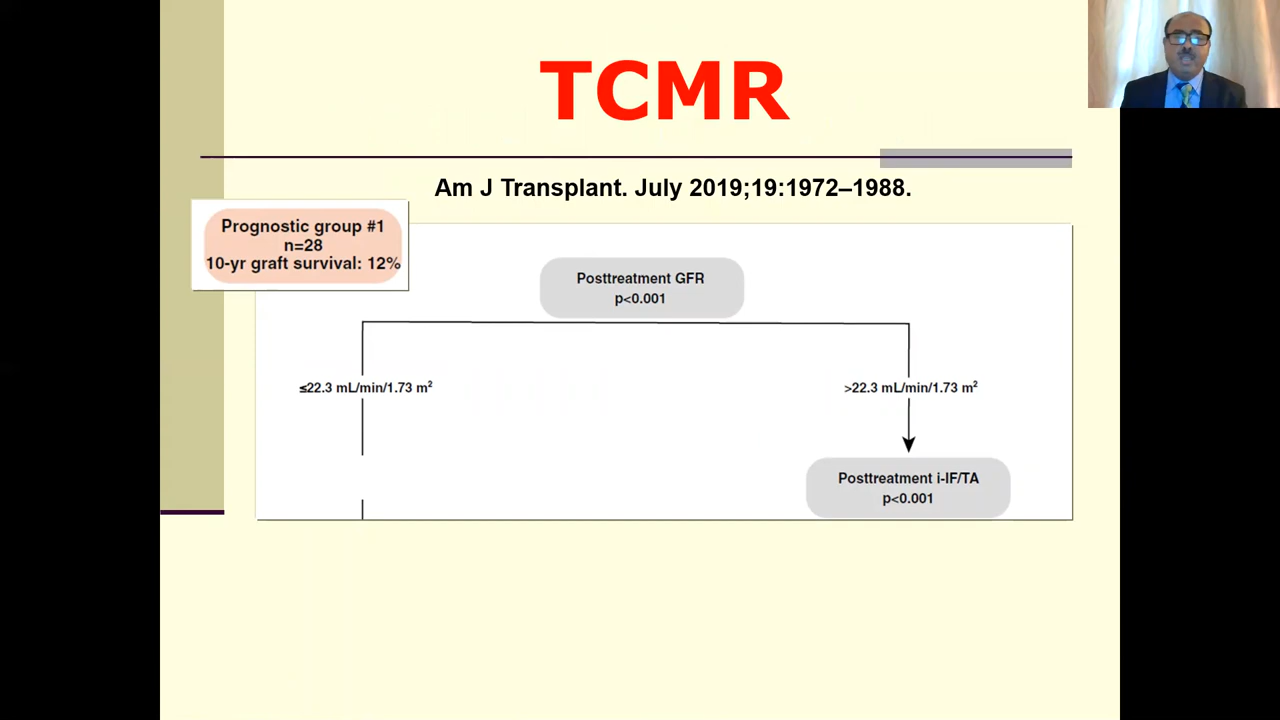 TCMR
Am J Transplant. July 2019;19:1972–1988.
Prognostic group #1
n=28
10-yr graft survival: 12%
Posttreatment GFR
p<0.001
≤22.3 mL/min/1.73 m²
>22.3 mL/min/1.73 m²
Posttreatment i-IF/TA
p<0.001